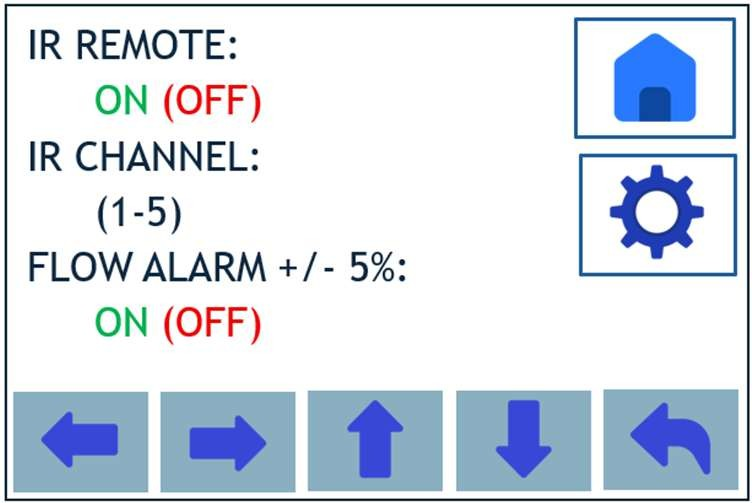 IR REMOTE:
ON (OFF)
IR CHANNEL:
(1-5)
FLOW ALARM +/- 5%:
ON (OFF)